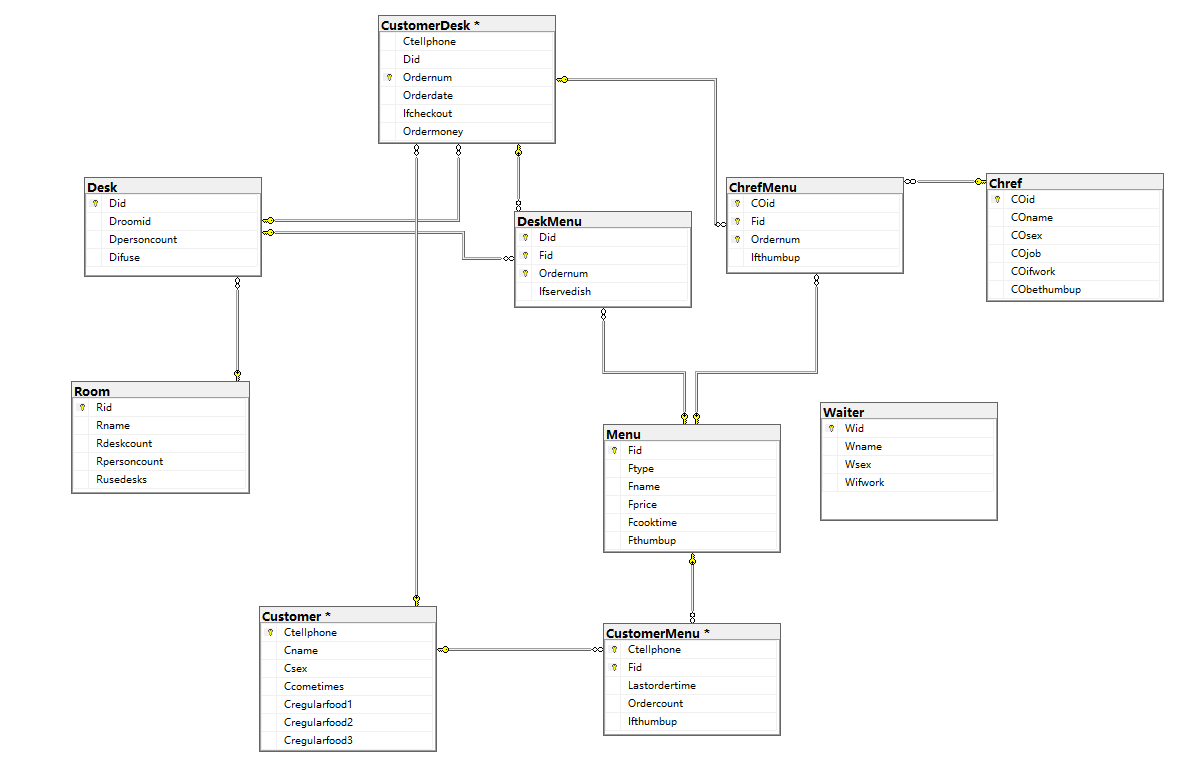 CustomerDesk *
Ctellphone
Did
Ordernum
Orderdate
Ifcheckout
Ordermoney
Desk
Did
Droomid
Dpersoncount
Difuse
DeskMenu
Did
Fid
Ordernum
Ifservedish
ChrefMenu
COid
Fid
Ordernum
Ifthumbup
Chref
COid
COname
COsex
COjob
COifwork
CObethumbup
Room
Rid
Rname
Rdeskcount
Rpersoncount
Rusedesks
Menu
Fid
Ftype
Fname
Fprice
Fcooktime
Fthumbup
Waiter
Wid
Wname
Wsex
Wifwork
Customer *
Ctellphone
Cname
Csex
Ccometimes
Cregularfood1
Cregularfood2
Cregularfood3
CustomerMenu *
Ctellphone
Fid
Lastordertime
Ordercount
Ifthumbup